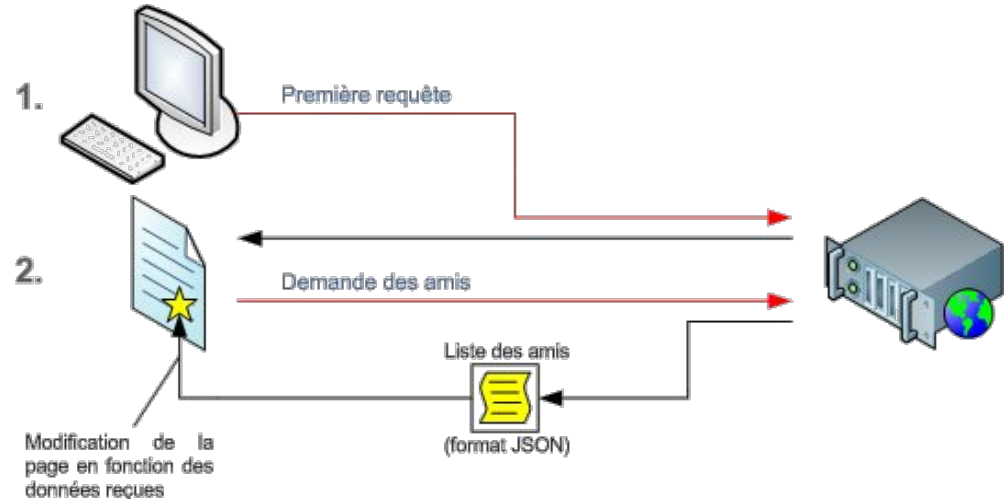 1.
Première requête
2.
Demande des amis
Liste des amis
(format JSON)
Modification de la
page en fonction des
données reçues